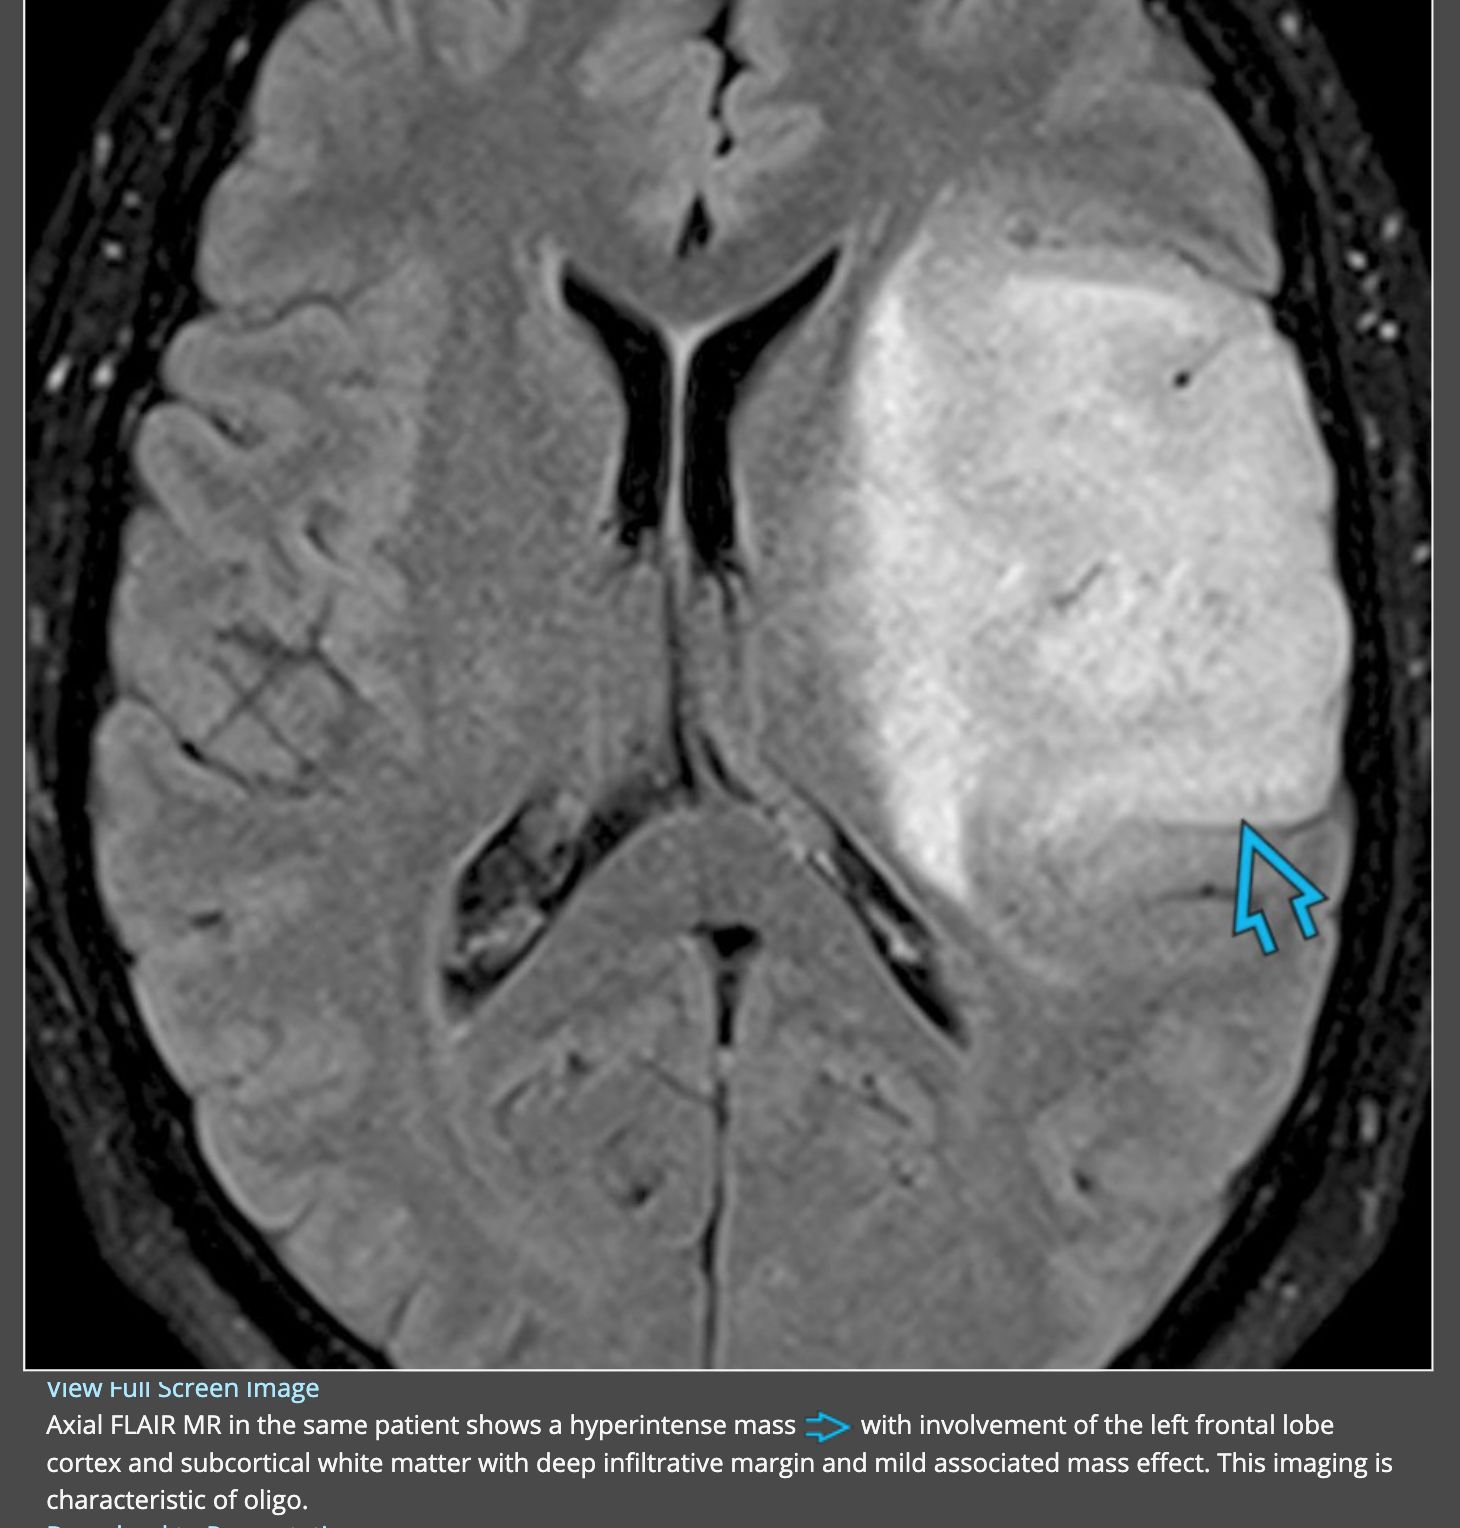 View Full Screen Image
Axial FLAIR MR in the same patient shows a hyperintense mass with involvement of the left frontal lobe
cortex and subcortical white matter with deep infiltrative margin and mild associated mass effect. This imaging is
characteristic of oligo.